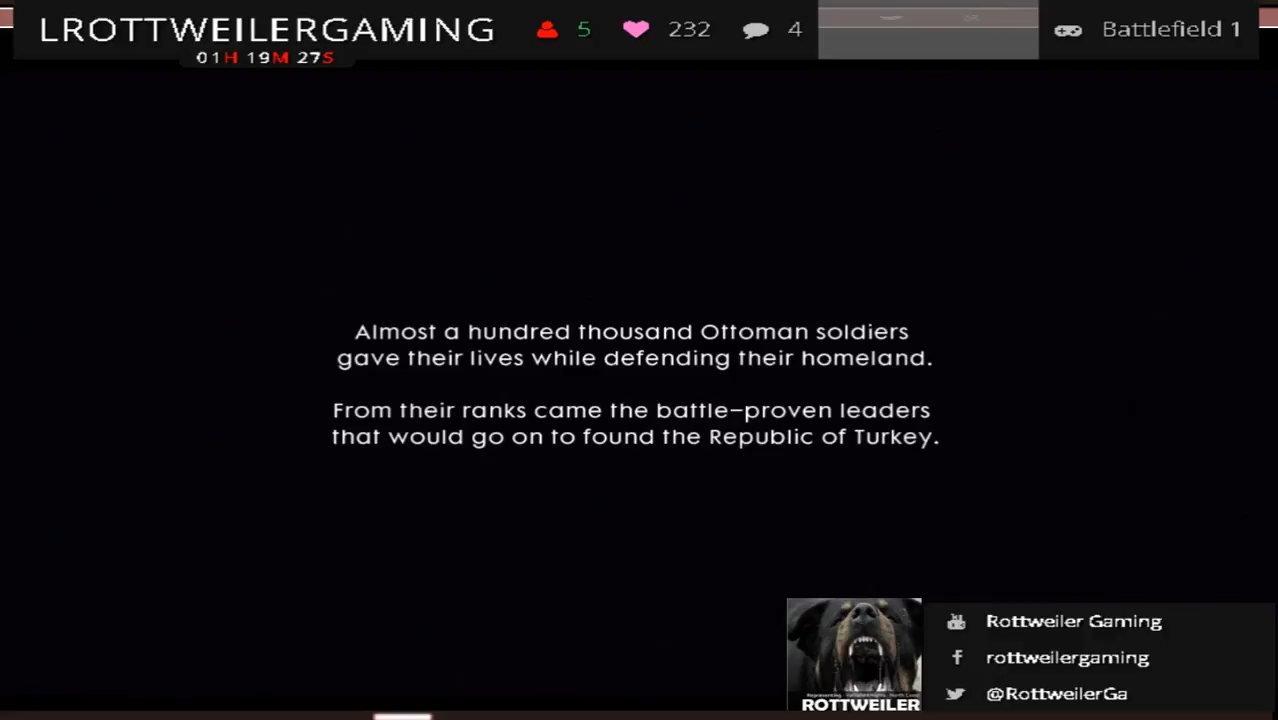 LROTTWEILERGAMING 5 232 4 Battlefield 1
01H 19M 27S
Almost a hundred thousand Ottoman soldiers
gave their lives while defending their homeland.
From their ranks came the battle-proven leaders
that would go on to found the Republic of Turkey.
Rottweiler Gaming
rottweilergaming
@RottweilerGa
ROTTWEILER